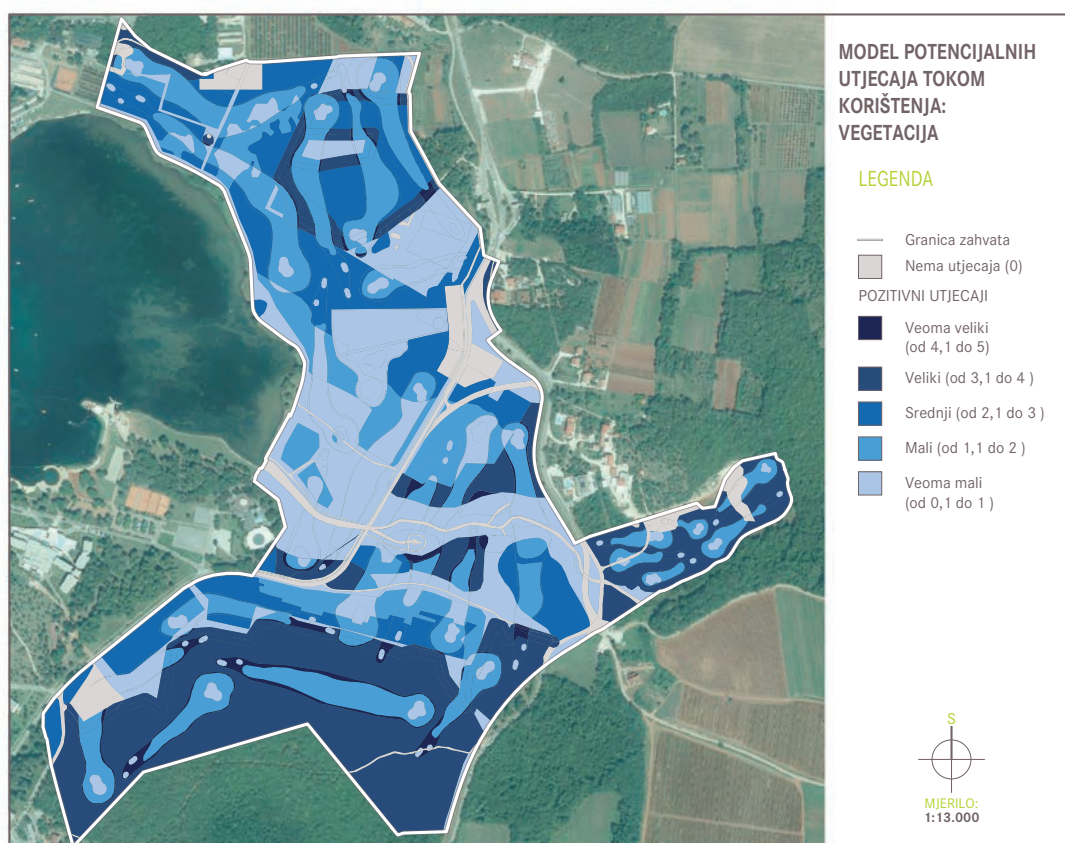 MODEL POTENCIJALNIH
UTJECAJA TOKOM
KORIŠTENJA:
VEGETACIJA
LEGENDA
Granica zahvata
Nema utjecaja (0)
POZITIVNI UTJECAJI
Veoma veliki
(od 4,1 do 5)
Veliki (od 3,1 do 4 )
Srednji (od 2,1 do 3 )
Mali (od 1,1 do 2 )
Veoma mali
(od 0,1 do 1 )
S
MJERILO:
1:13.000